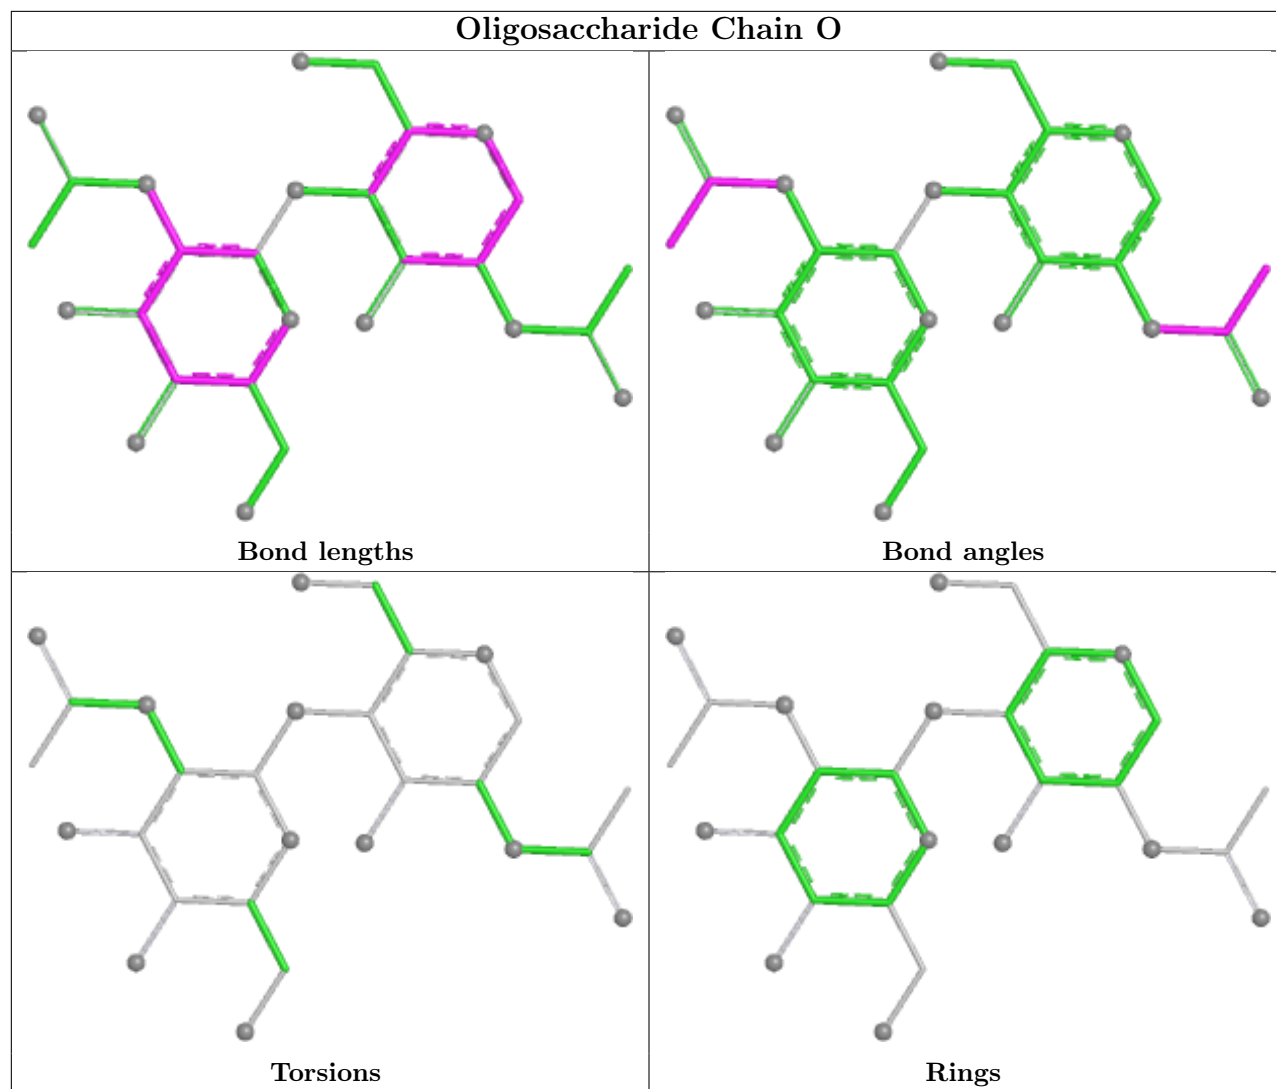 Oligosaccharide Chain O
Bond lengths
Bond angles
Torsions
Rings